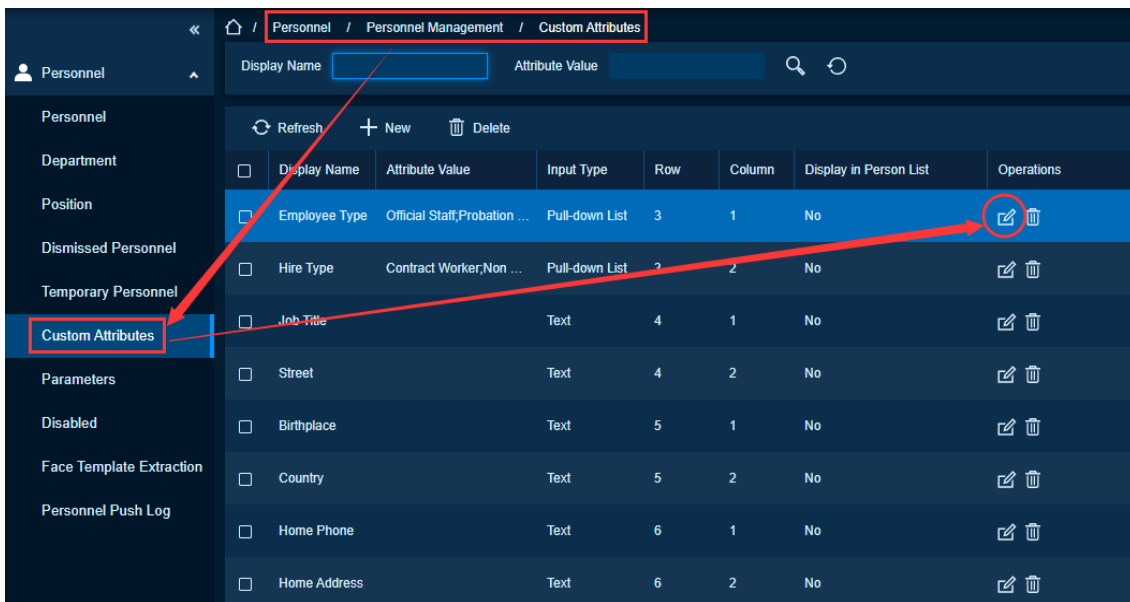 « / Personnel / Personnel Management / Custom Attributes
Display Name Attribute Value
Personnel
Personnel
Department
Position
Dismissed Personnel
Temporary Personnel
Custom Attributes
Parameters
Disabled
Face Template Extraction
Personnel Push Log
Refresh New Delete
Display Name Attribute Value Input Type Row Column Display in Person List Operations
Employee Type Official Staff;Probation ... Pull-down List 3 1 No
Hire Type Contract Worker;Non ... Pull-down List 3 2 No
Job Title Text 4 1 No
Street Text 4 2 No
Birthplace Text 5 1 No
Country Text 5 2 No
Home Phone Text 6 1 No
Home Address Text 6 2 No